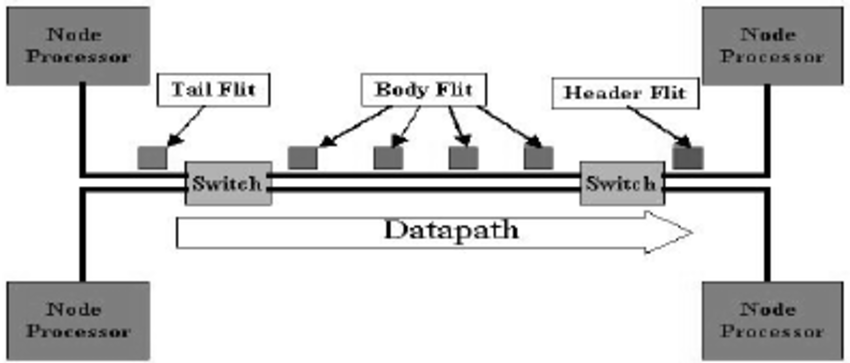 Node
Processor
Node
Processor
Tail Flit
Body Flit
Header Flit
Switch
Switch
Datapath
Node
Processor
Node
Processor